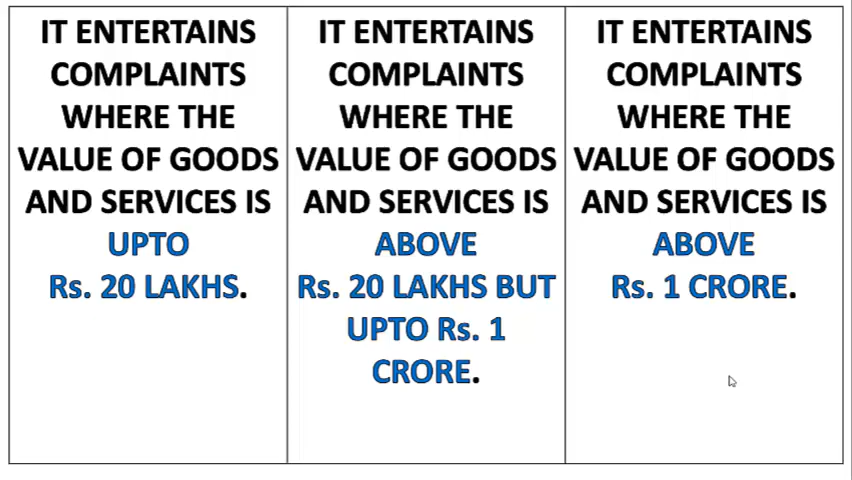 IT ENTERTAINS
COMPLAINTS
WHERE THE
VALUE OF GOODS
AND SERVICES IS
UPTO
Rs. 20 LAKHS.
IT ENTERTAINS
COMPLAINTS
WHERE THE
VALUE OF GOODS
AND SERVICES IS
ABOVE
Rs. 20 LAKHS BUT
UPTO Rs. 1
CRORE.
IT ENTERTAINS
COMPLAINTS
WHERE THE
VALUE OF GOODS
AND SERVICES IS
ABOVE
Rs. 1 CRORE.